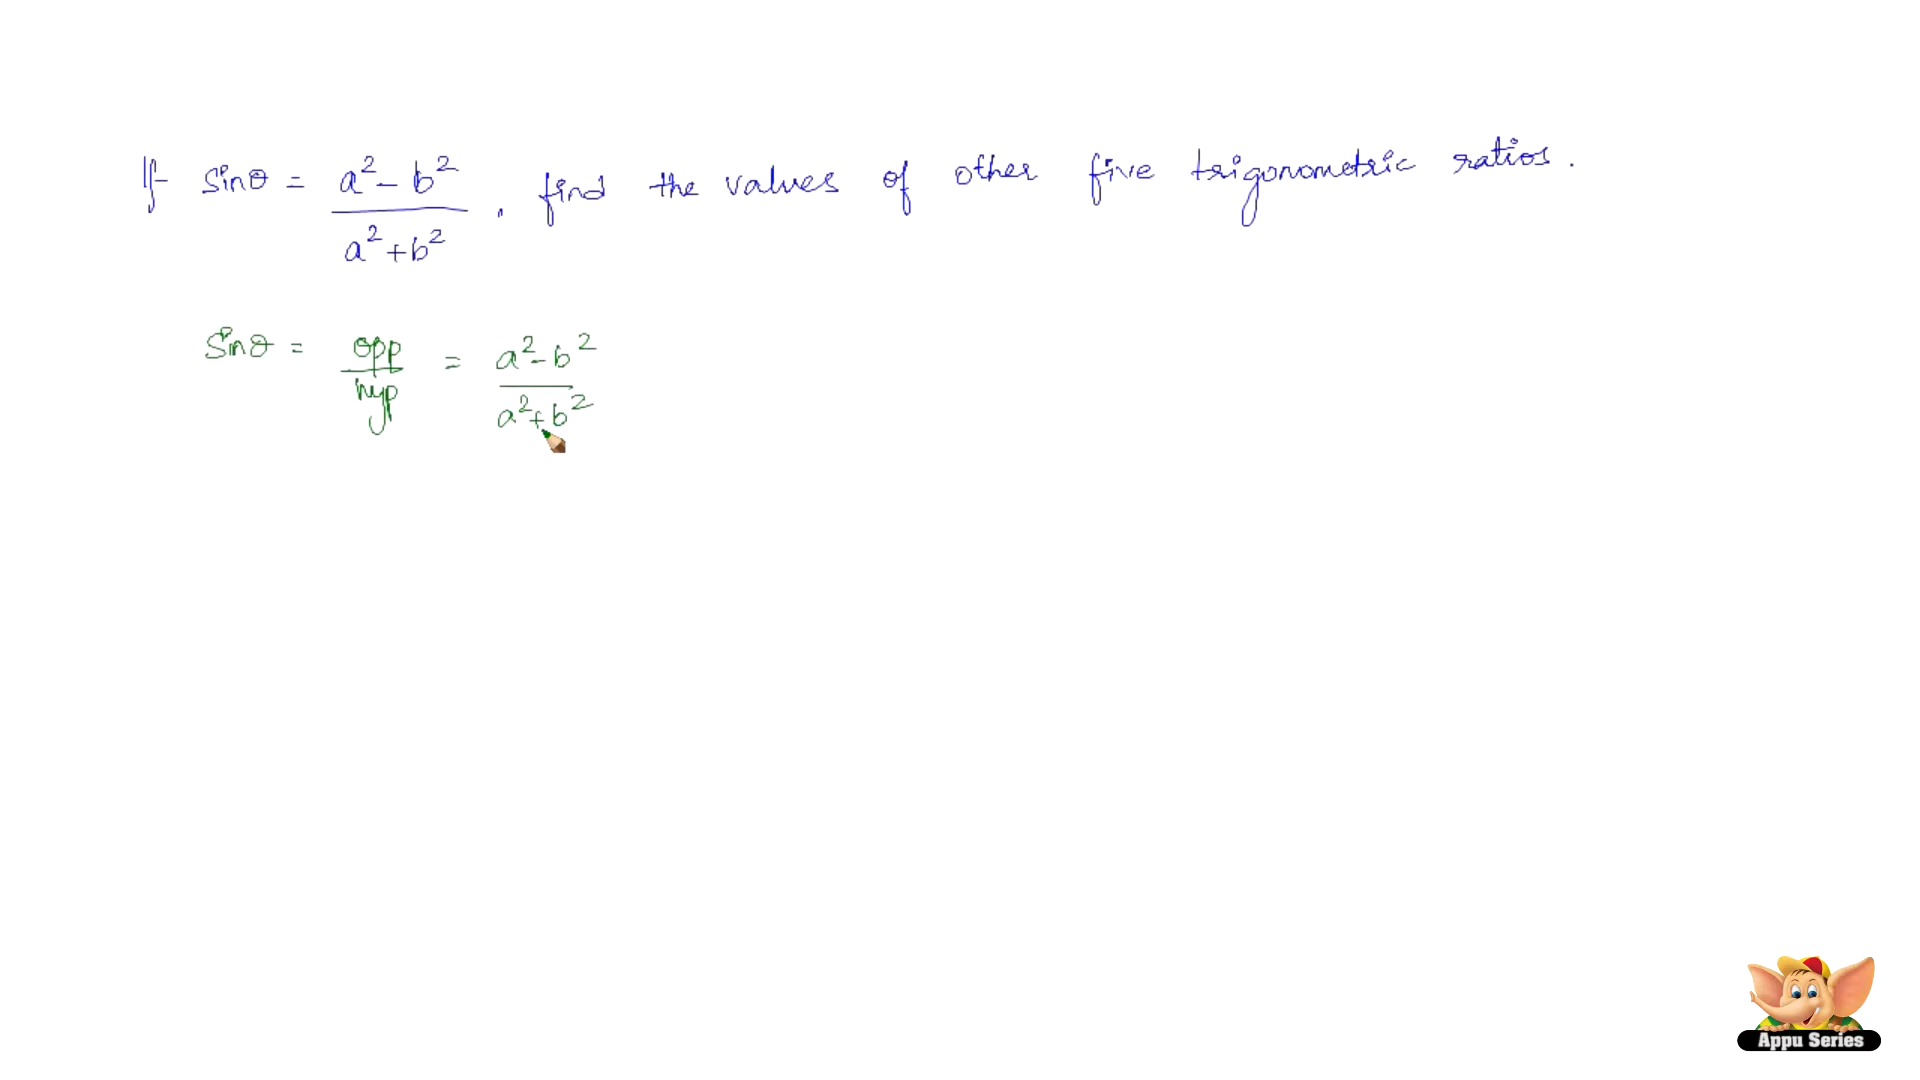 If sinθ = a²- b² / a²+b² , find the values of other five trigonometric ratios.
Sinθ = opp / hyp = a²-b² / a²+b²
Appu Series